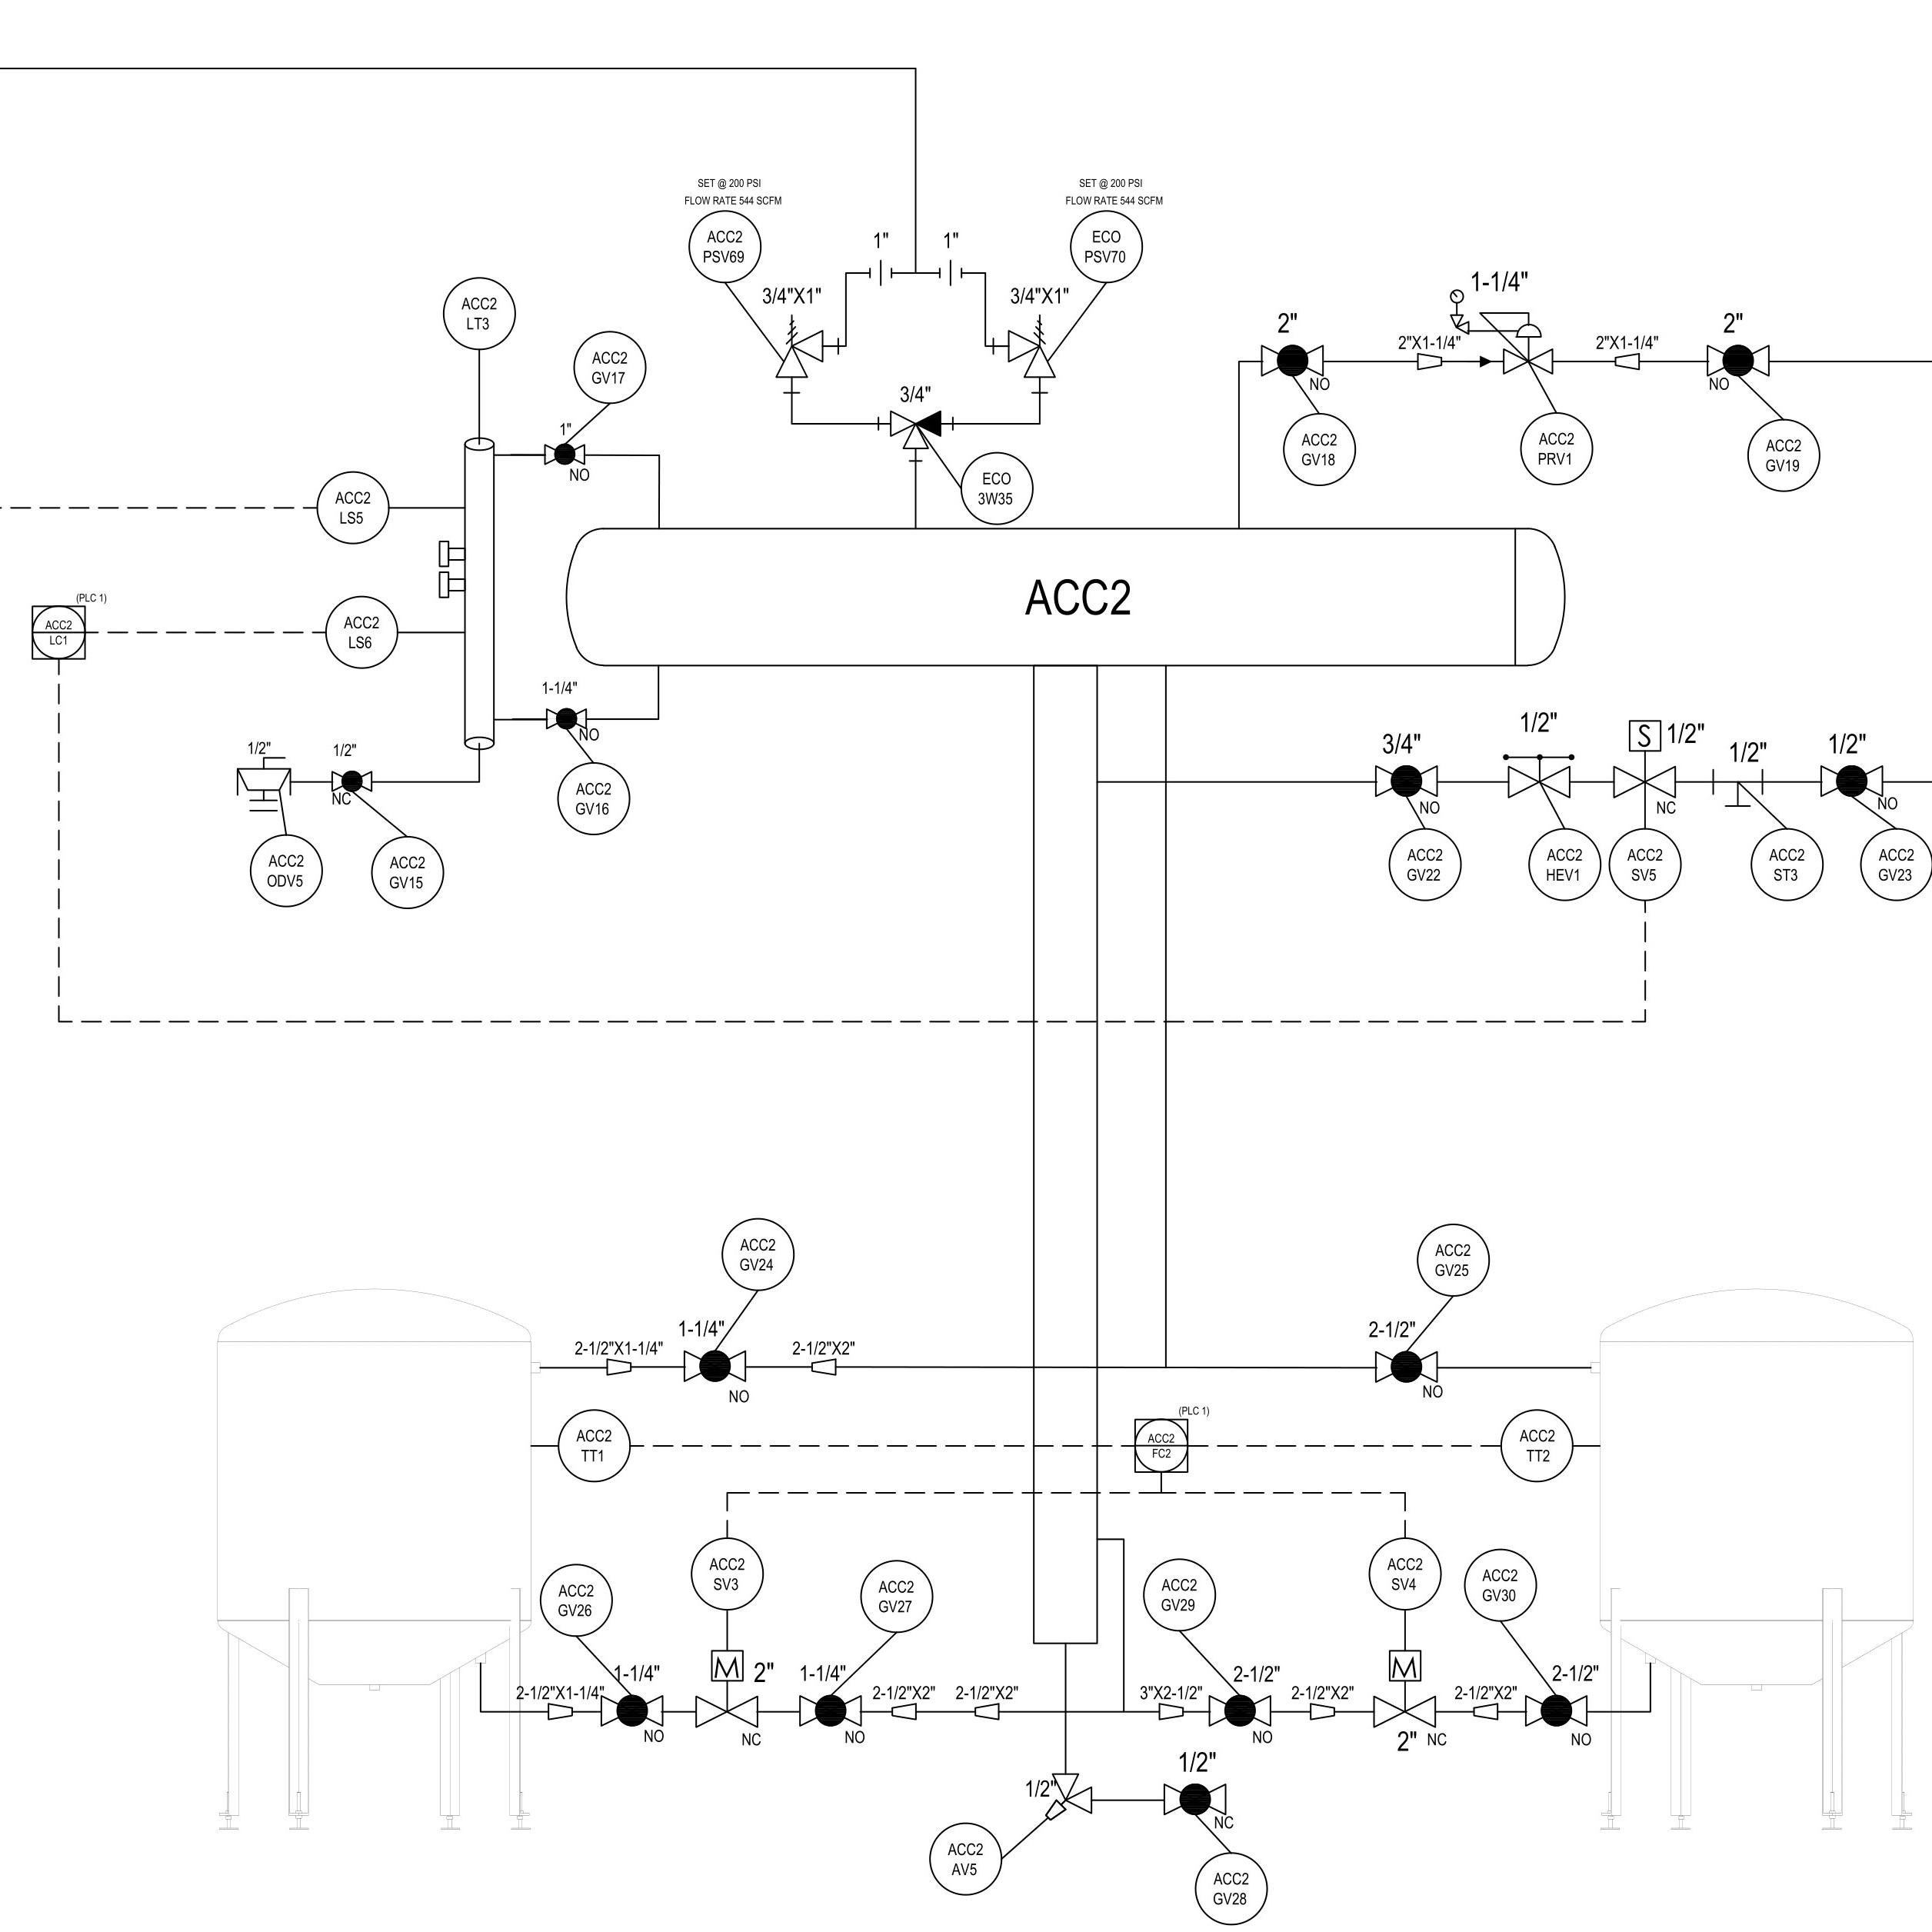 SET @ 200 PSI
FLOW RATE 544 SCFM
SET @ 200 PSI
FLOW RATE 544 SCFM
ACC2
PSV69
1"
1"
ECO
PSV70
3/4"X1"
3/4"X1"
1-1/4"
ACC2
LT3
2"
2"X1-1/4"
2"X1-1/4"
2"
ACC2
GV17
NO
NO
3/4"
1"
NO
ACC2
GV18
ACC2
PRV1
ACC2
GV19
ACC2
LS5
ECO
3W35
ACC2
(PLC 1)
ACC2
LC1
ACC2
LS6
1-1/4"
NO
1/2"
1/2"
NC
ACC2
GV16
3/4"
1/2"
S
1/2"
1/2"
1/2"
NO
NC
NO
ACC2
ODV5
ACC2
GV15
ACC2
GV22
ACC2
HEV1
ACC2
SV5
ACC2
ST3
ACC2
GV23
ACC2
GV24
ACC2
GV25
1-1/4"
2-1/2"
2-1/2"X1-1/4"
2-1/2"X2"
NO
NO
(PLC 1)
ACC2
TT1
ACC2
FC2
ACC2
TT2
ACC2
GV26
ACC2
SV3
ACC2
GV27
ACC2
GV29
ACC2
SV4
ACC2
GV30
1-1/4"
M
2"
1-1/4"
2-1/2"
M
2-1/2"
2-1/2"X1-1/4"
2-1/2"X2"
2-1/2"X2"
3"X2-1/2"
2-1/2"X2"
2-1/2"X2"
NO
NC
NO
NO
2"
NC
NO
1/2"
1/2"
NC
ACC2
AV5
ACC2
GV28